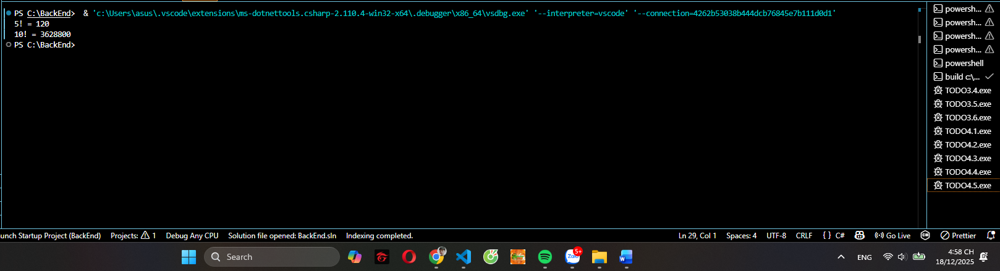 PS C:\BackEnd>  & 'c:\Users\asus\.vscode\extensions\ms-dotnettools.csharp-2.110.4-win32-x64\.debugger\x86_64\vsdbg.exe' '--interpreter=vscode' '--connection=4262b53038b444dcb76845e7b111d0d1'
5! = 120
10! = 3628800
PS C:\BackEnd>
powersh...
powersh...
powersh...
powersh...
powershell
build c:\...
TODO3.4.exe
TODO3.5.exe
TODO3.6.exe
TODO4.1.exe
TODO4.2.exe
TODO4.3.exe
TODO4.4.exe
TODO4.5.exe
unch Startup Project (BackEnd) Projects: 1 Debug Any CPU Solution file opened: BackEnd.sln Indexing completed. Ln 29, Col 1 Spaces: 4 UTF-8 CRLF { } C# Go Live C# Prettier
Search Zalo 5+ W ENG
4:58 CH
18/12/2025